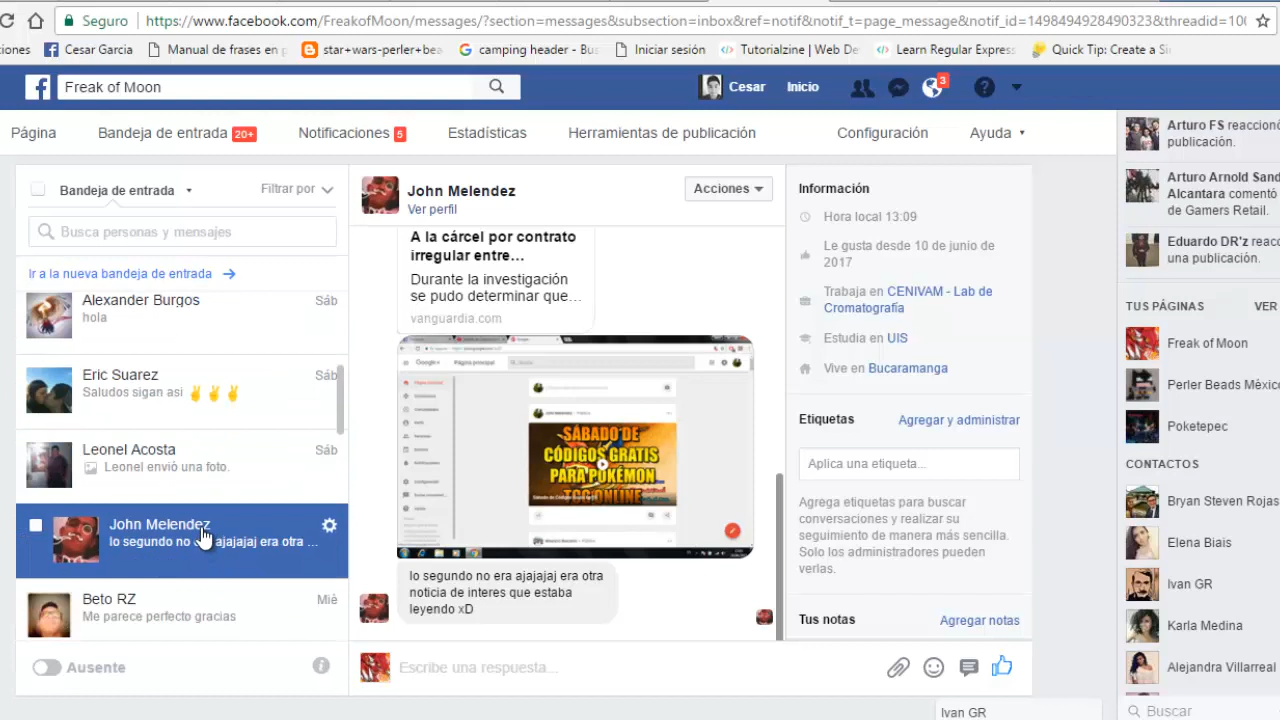 Seguro
https://www.facebook.com/FreakofMoon/messages/?section=messages&subsection=inbox&ref=notif&notif_t=page_message&notif_id=1498494928490323&threadid=100
ciones
Cesar Garcia
Manual de frases en p
star+wars-perler+bea
camping header - Bus
Iniciar sesión
Tutorialzine | Web De
Learn Regular Express
Quick Tip: Create a Si
Freak of Moon
Cesar
Inicio
3
Página
Bandeja de entrada 20+
Notificaciones 5
Estadísticas
Herramientas de publicación
Configuración
Ayuda
Bandeja de entrada
Filtrar por
Busca personas y mensajes
Ir a la nueva bandeja de entrada
Alexander Burgos
Sáb
hola
Eric Suarez
Sáb
Saludos sigan asi ✌✌✌
Leonel Acosta
Sáb
Leonel envió una foto.
John Melendez
lo segundo no
ajajajaj era otra ...
Beto RZ
Miè
Me parece perfecto gracias
Ausente
John Melendez
Ver perfil
Acciones
A la cárcel por contrato
irregular entre…
Durante la investigación
se pudo determinar que…
vanguardia.com
Google+
Página principal
SÁBADO DE
CÓDIGOS GRATIS
PARA POKÉMON
TCG ONLINE
lo segundo no era ajajajaj era otra
noticia de interes que estaba
leyendo xD
Escribe una respuesta...
Información
Hora local 13:09
Le gusta desde 10 de junio de
2017
Trabaja en CENIVAM - Lab de
Cromatografía
Estudia en UIS
Vive en Bucaramanga
Etiquetas
Agregar y administrar
Aplica una etiqueta...
Agrega etiquetas para buscar
conversaciones y realizar su
seguimiento de manera más sencilla.
Solo los administradores pueden
verlas.
Tus notas
Agregar notas
Arturo FS reaccionó
publicación.
Arturo Arnold Sand
Alcantara comentó
de Gamers Retail.
Eduardo DR'z reacc
una publicación.
TUS PÁGINAS
VER
Freak of Moon
Perler Beads México
Poketepec
CONTACTOS
Bryan Steven Rojas
Elena Biais
Ivan GR
Karla Medina
Alejandra Villarreal
Ivan GR
Buscar